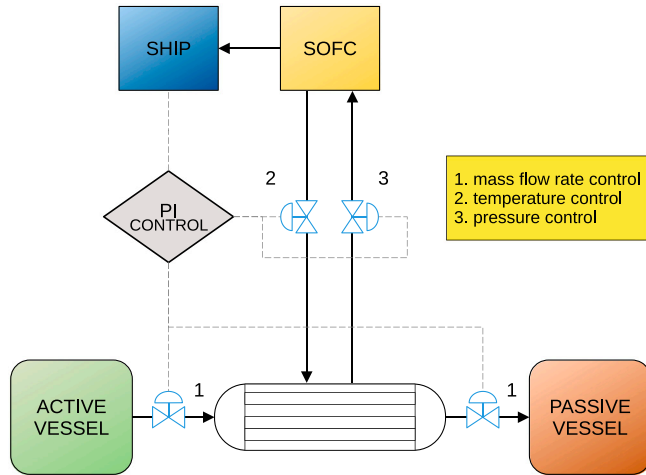 SHIP
SOFC
2
3
1. mass flow rate control
2. temperature control
3. pressure control
PI
CONTROL
1
1
ACTIVE
VESSEL
PASSIVE
VESSEL